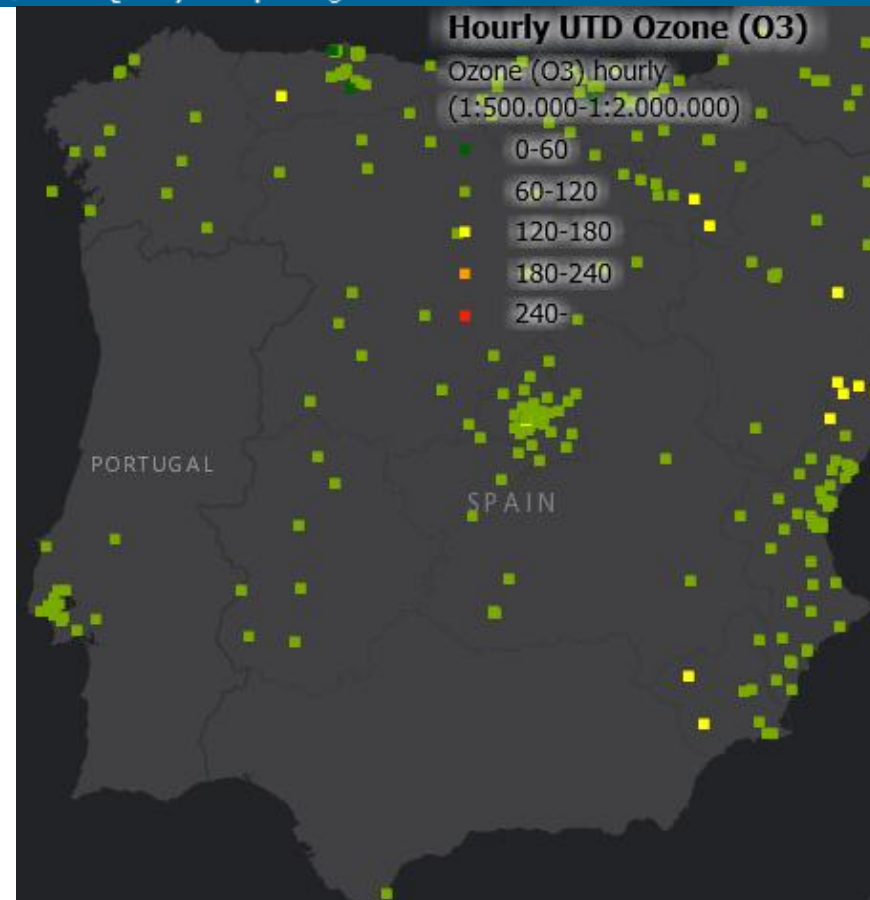 Hourly UTD Ozone (O3)
Ozone (O3) hourly
(1:500.000-1:2.000.000)
0-60
60-120
120-180
180-240
240-
PORTUGAL
SPAIN